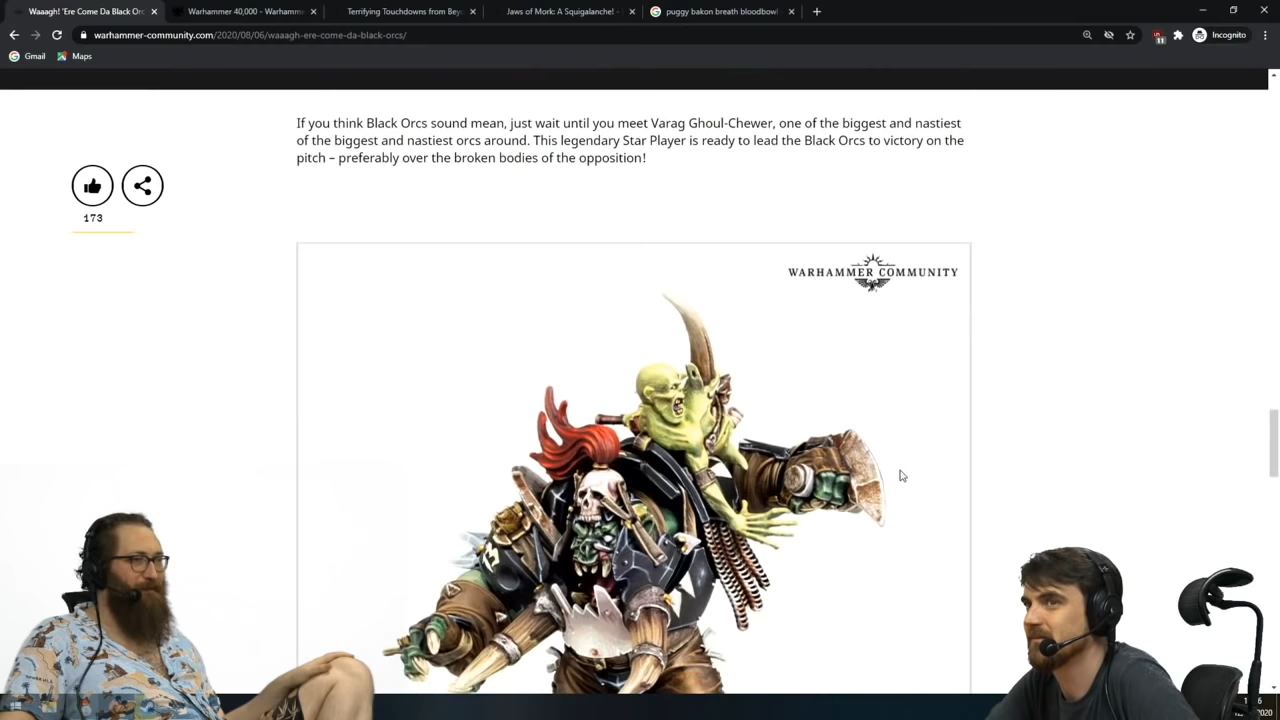 Waaagh! 'Ere Come Da Black Orc
Warhammer 40,000 - Warhamm
Terrifying Touchdowns from Bey
Jaws of Mork: A Squigalanche! -
puggy bakon breath bloodbowl
warhammer-community.com/2020/08/06/waaagh-ere-come-da-black-orcs/
11
Incognito
Gmail
Maps
If you think Black Orcs sound mean, just wait until you meet Varag Ghoul-Chewer, one of the biggest and nastiest
of the biggest and nastiest orcs around. This legendary Star Player is ready to lead the Black Orcs to victory on the
pitch – preferably over the broken bodies of the opposition!
173
WARHAMMER COMMUNITY
13
2020